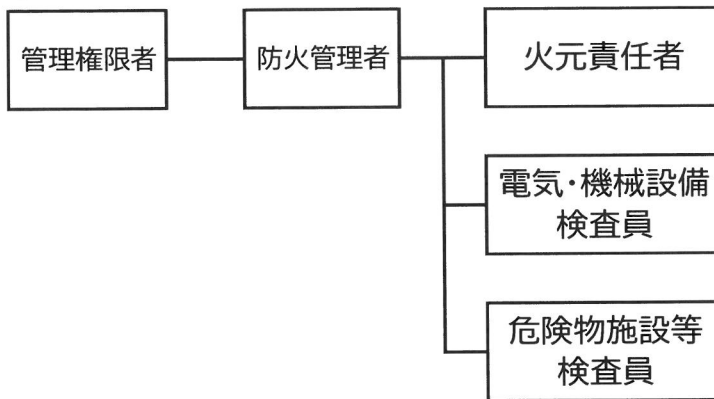 管理権限者
防火管理者
火元責任者
電気・機械設備
検査員
危険物施設等
検査員